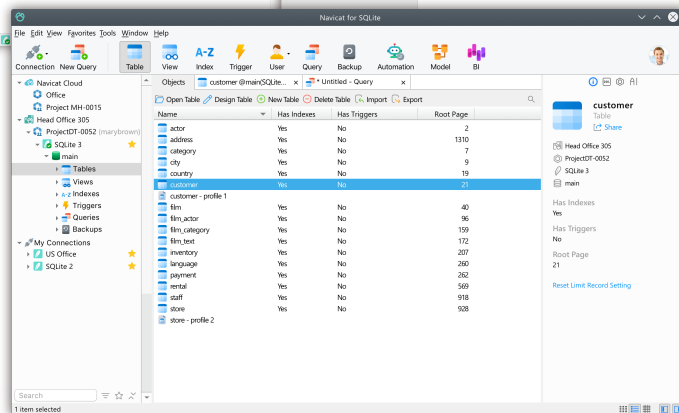 Navicat for SQLite
File Edit View Favorites Tools Window Help
Connection New Query Table View Index Trigger User Query Backup Automation Model BI
A-Z
Navicat Cloud
Office
Project MH-0015
Head Office 305
ProjectDT-0052 (marybrown)
SQLite 3
main
Tables
Views
A-Z Indexes
Triggers
Queries
Backups
My Connections
US Office
SQLite 2
Search
1 item selected
Objects customer @main(SQLite... × * Untitled - Query ×
Open Table Design Table New Table Delete Table Import Export
Name Has Indexes Has Triggers Root Page
actor Yes No 2
address Yes No 1310
category Yes No 7
city Yes No 9
country Yes No 19
customer Yes No 21
customer - profile 1
film Yes No 40
film_actor Yes No 96
film_category Yes No 159
film_text Yes No 172
inventory Yes No 207
language Yes No 260
payment Yes No 262
rental Yes No 569
staff Yes No 918
store Yes No 928
store - profile 2
customer
Table
Share
Head Office 305
ProjectDT-0052
SQLite 3
main
Has Indexes
Yes
Has Triggers
No
Root Page
21
Reset Limit Record Setting